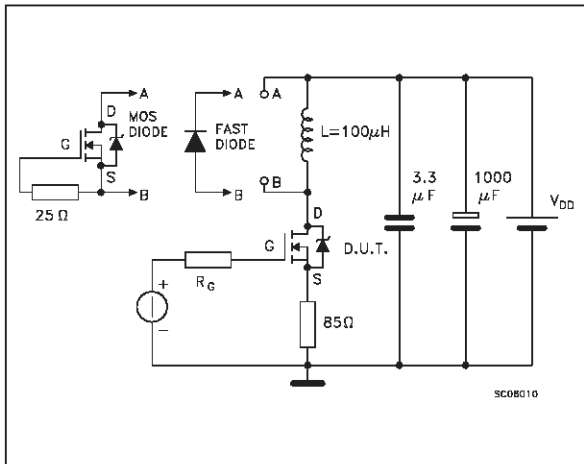 A
D
MOS
DIODE
G
S
B
25 Ω
A
FAST
DIODE
B
A
L=100μH
B
D
G
D.U.T.
S
RG
+
−
85Ω
3.3
μF
1000
μF
VDD
SC08010